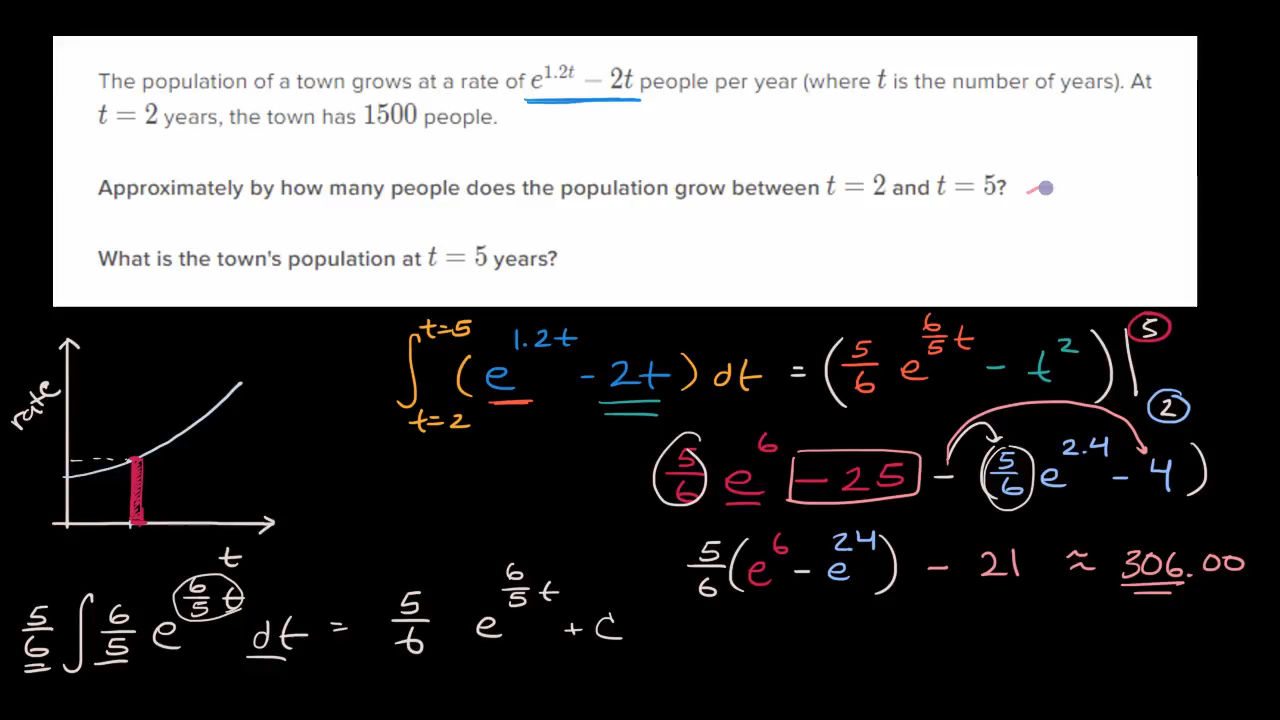 The population of a town grows at a rate of e^{1.2t} − 2t people per year (where t is the number of years). At
t = 2 years, the town has 1500 people.
Approximately by how many people does the population grow between t = 2 and t = 5?
What is the town's population at t = 5 years?
rate
t
∫_{t=2}^{t=5} (e^{1.2t} - 2t) dt = (5/6 e^{6/5 t} - t^2) | 5 2
5/6 e^6 - 25 - (5/6 e^{2.4} - 4)
5/6 (e^6 - e^{24}) - 21 ≈ 306.00
5/6 ∫ 6/5 e^{6/5 t} dt = 5/6 e^{6/5 t} + C